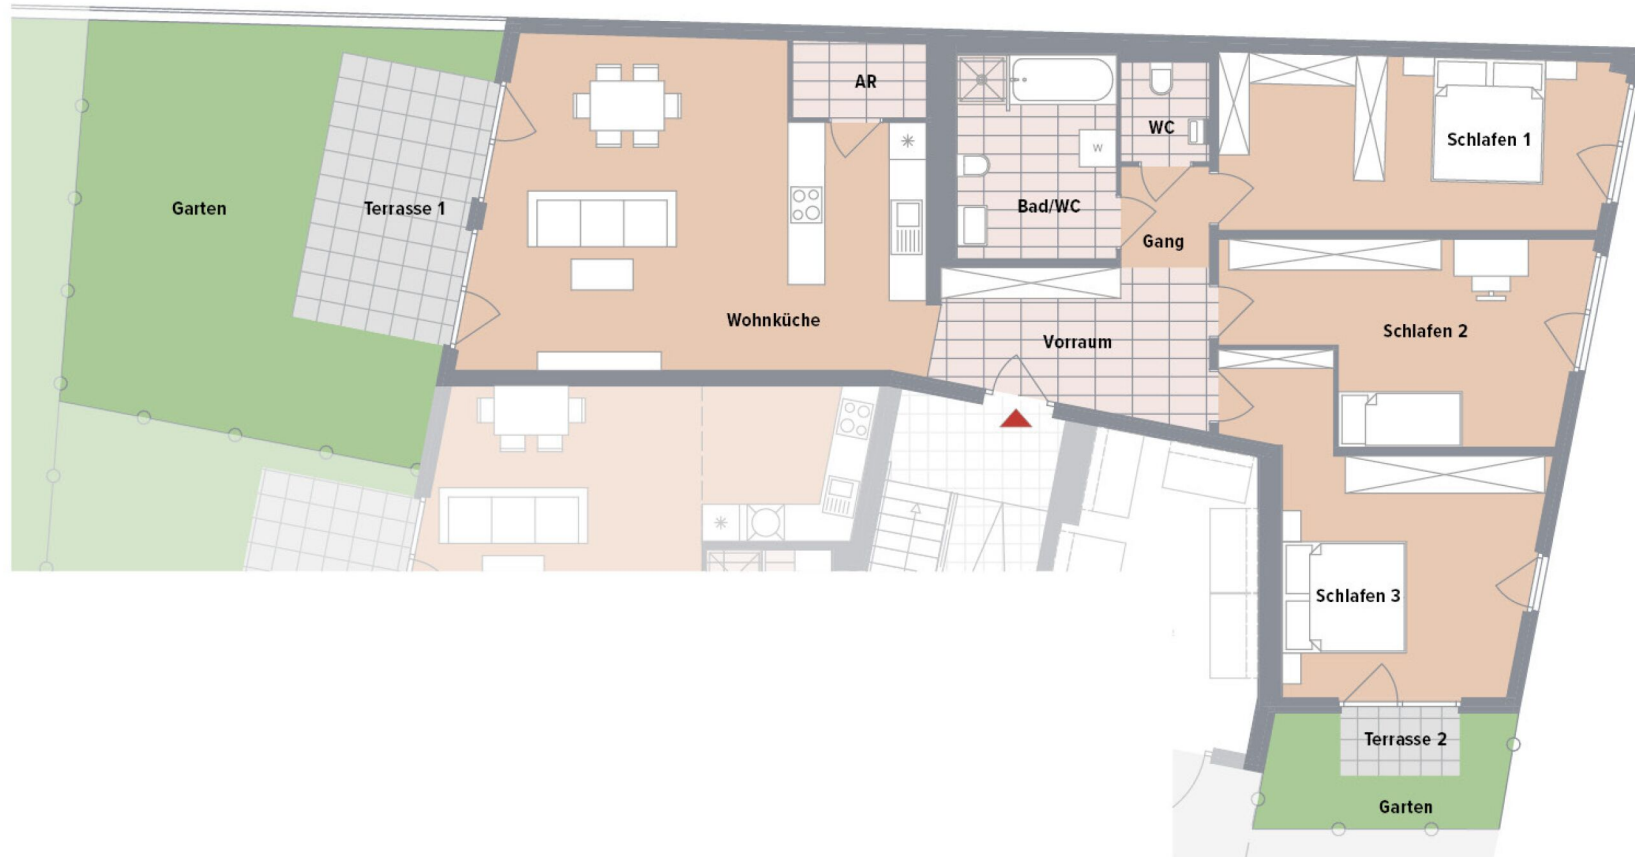 AR
Schlafen 1
WC
W
Garten
Terrasse 1
Bad/WC
Gang
Wohnküche
Schlafen 2
Vorraum
Schlafen 3
Terrasse 2
Garten